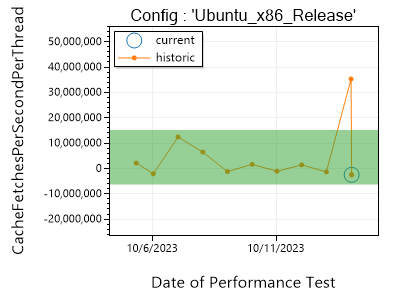 Config : 'Ubuntu_x86_Release'
CacheFetchesPerSecondPerThread
50,000,000
40,000,000
30,000,000
20,000,000
10,000,000
0
-10,000,000
-20,000,000
current
historic
10/6/2023
10/11/2023
Date of Performance Test